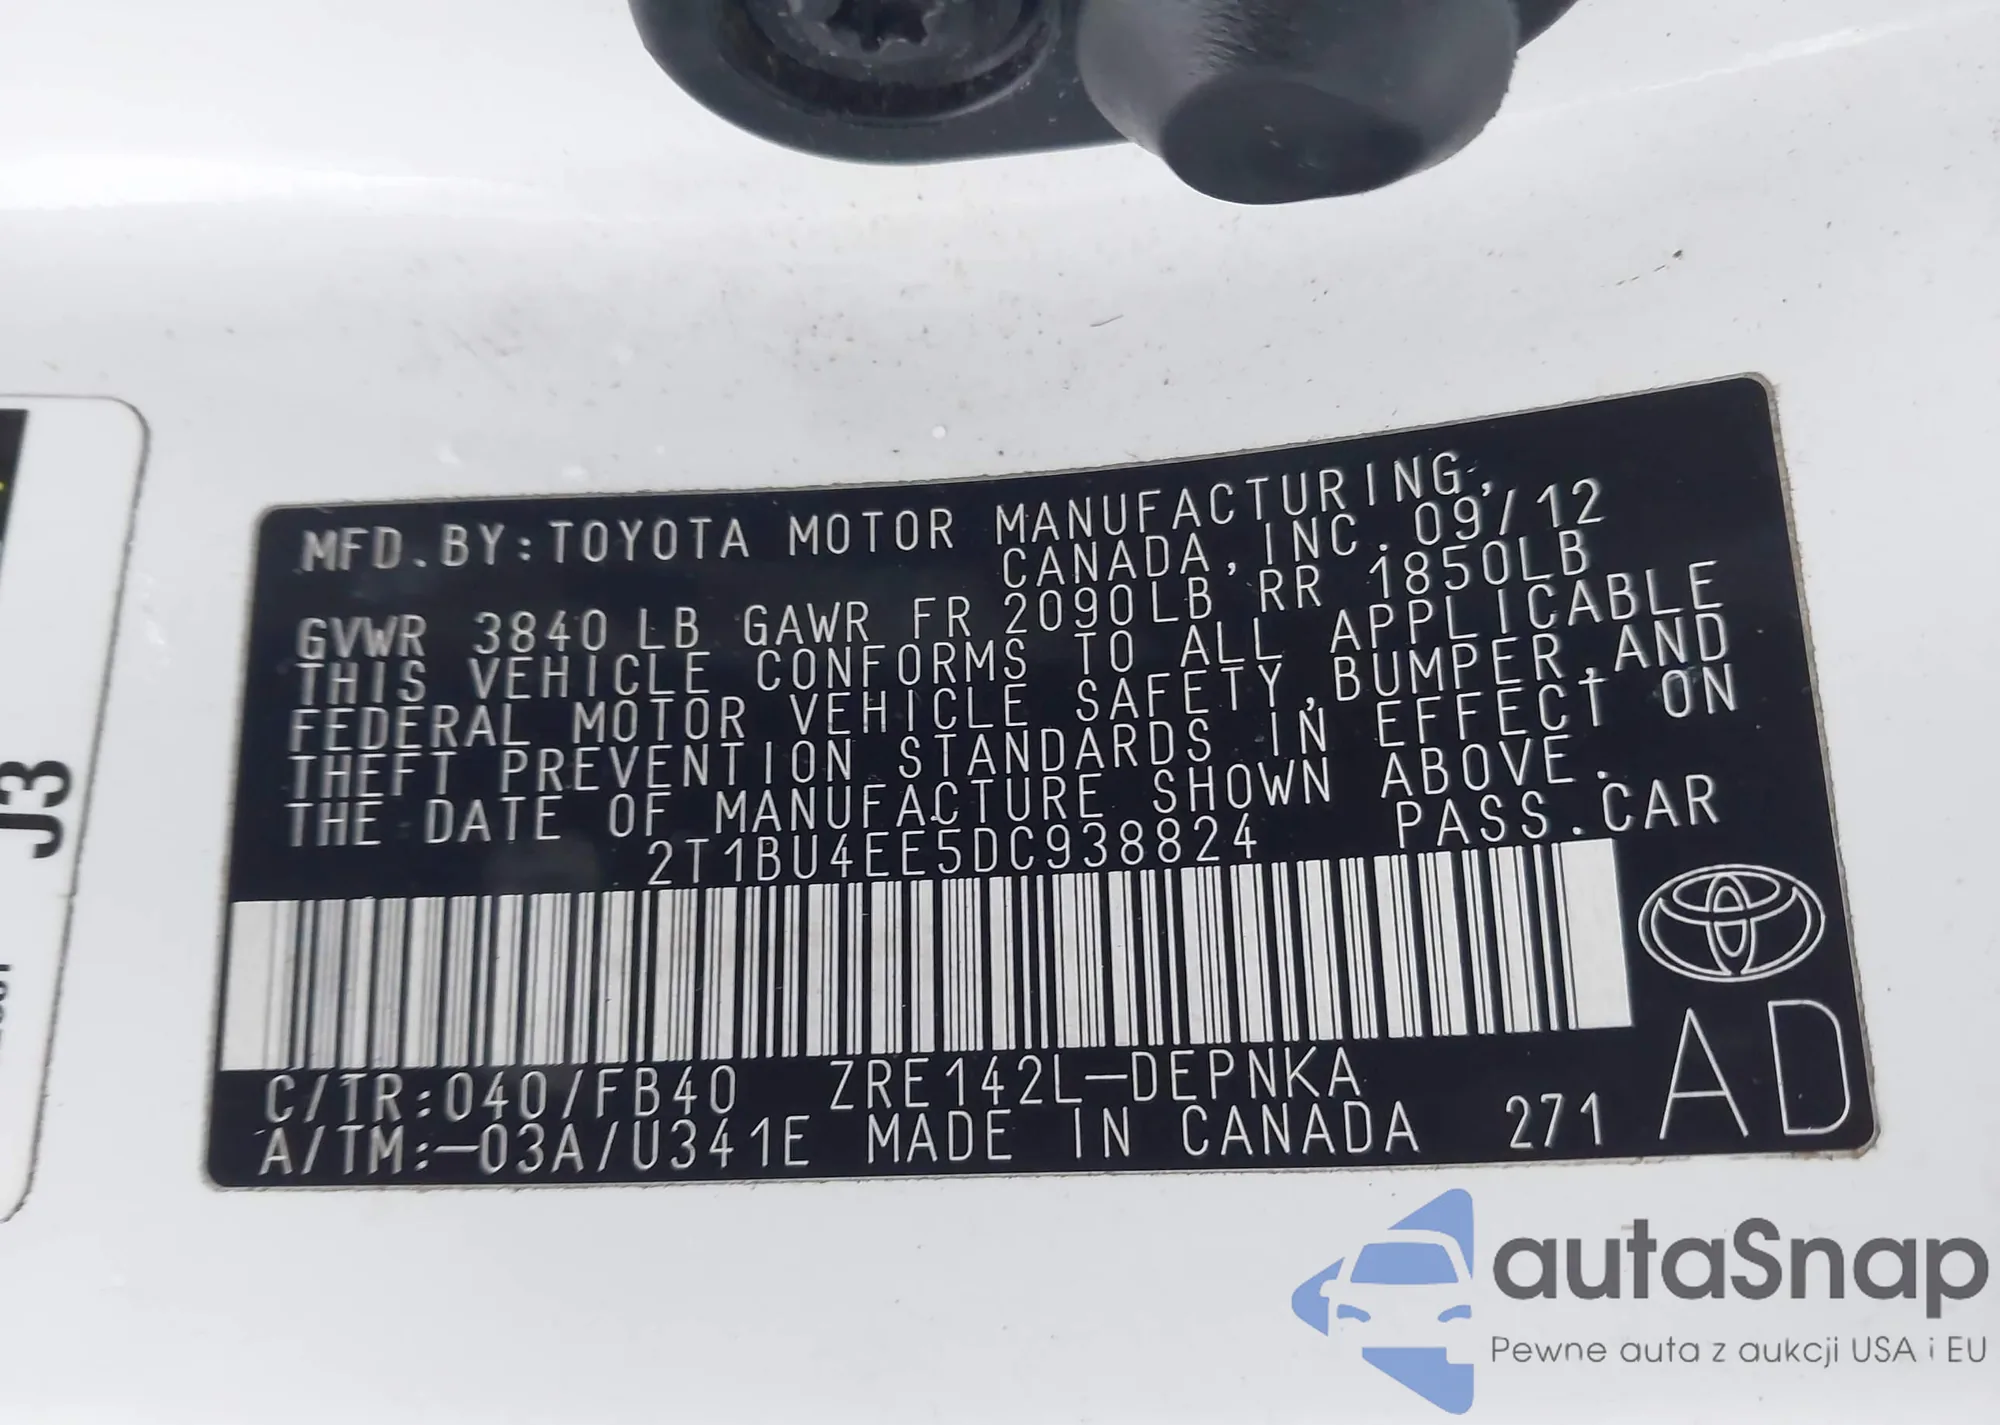 MFD.BY:TOYOTA MOTOR MANUFACTURING,
CANADA,INC. 09/12
GVWR 3840LB GAWR FR 2090LB RR 1850LB
THIS VEHICLE CONFORMS TO ALL APPLICABLE
FEDERAL MOTOR VEHICLE SAFETY,BUMPER,AND
THEFT PREVENTION STANDARDS IN EFFECT ON
THE DATE OF MANUFACTURE SHOWN ABOVE.
2T1BU4EE5DC938824 PASS.CAR
C/TR:040/FB40 ZRE142L-DEPNKA
A/TM:-03A/U341E MADE IN CANADA 271 AD
J3
autaSnap
Pewne auta z aukcji USA i EU